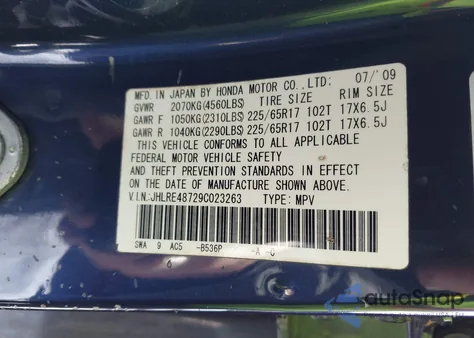 MFD. IN JAPAN BY HONDA MOTOR CO., LTD: 07/'09
GVWR 2070KG(4560LBS) TIRE SIZE RIM SIZE
GAWR F 1050KG(2310LBS) 225/65R17 102T 17X6.5J
GAWR R 1040KG(2290LBS) 225/65R17 102T 17X6.5J
THIS VEHICLE CONFORMS TO ALL APPLICABLE
FEDERAL MOTOR VEHICLE SAFETY
AND THEFT PREVENTION STANDARDS IN EFFECT ON
THE DATE OF MANUFACTURE SHOWN ABOVE.
V.I.N.:JHLRE48729C023263 TYPE: MPV
SWA 9 AC5 -B536P -A -C
autoSnap